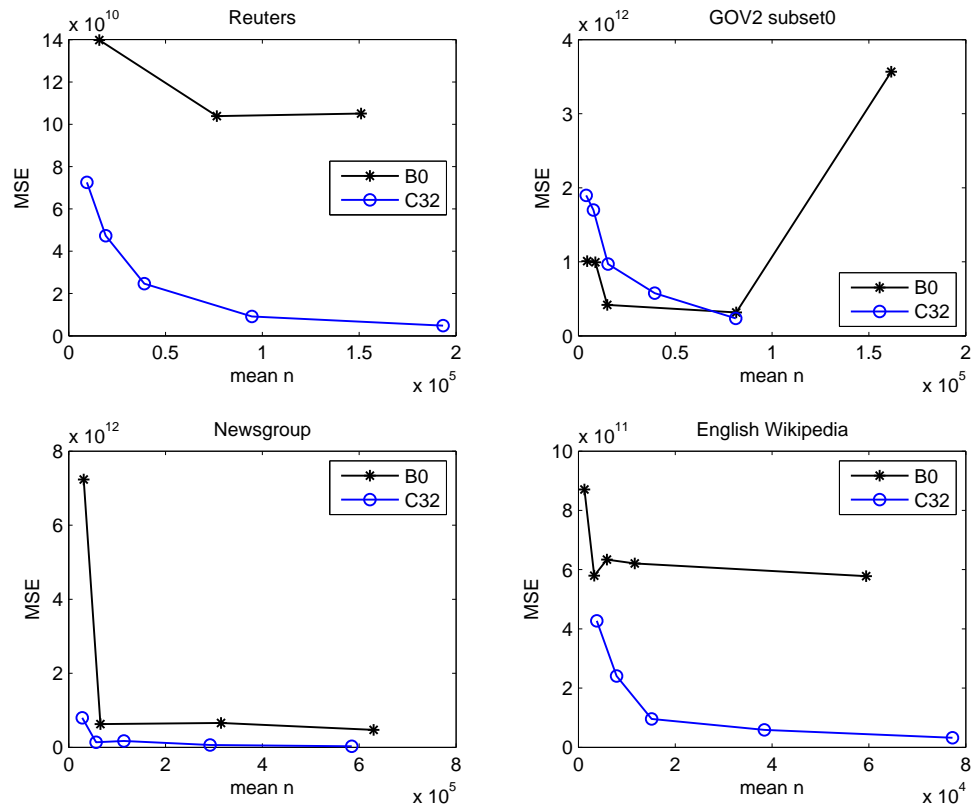 Reuters
x 10^10
14
12
10
8
6
4
2
0
MSE
B0
C32
0 0.5 1 1.5 2
mean n
x 10^5
GOV2 subset0
x 10^12
4
3
2
1
0
MSE
B0
C32
0 0.5 1 1.5 2
mean n
x 10^5
Newsgroup
x 10^12
8
6
4
2
0
MSE
B0
C32
0 2 4 6 8
mean n
x 10^5
English Wikipedia
x 10^11
10
8
6
4
2
0
MSE
B0
C32
0 2 4 6 8
mean n
x 10^4